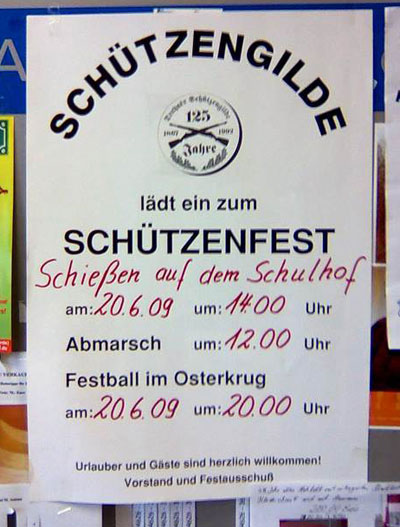 SCHÜTZENGILDE
125
1867 1992
Jahre
lädt ein zum
SCHÜTZENFEST
Schießen auf dem Schulhof
am: 20.6.09 um: 14.00 Uhr
Abmarsch um: 12.00 Uhr
Festball im Osterkrug
am: 20.6.09 um: 20.00 Uhr
Urlauber und Gäste sind herzlich willkommen!
Vorstand und Festausschuß